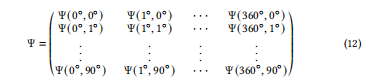 Ψ(0°, 0°) Ψ(1°, 0°) ⋯ Ψ(360°, 0°)
Ψ(0°, 1°) Ψ(1°, 1°) ⋯ Ψ(360°, 1°)
Ψ = ⋮ ⋮ ⋮ ⋮ (12)
Ψ(0°, 90°) Ψ(1°, 90°) ⋯ Ψ(360°, 90°)